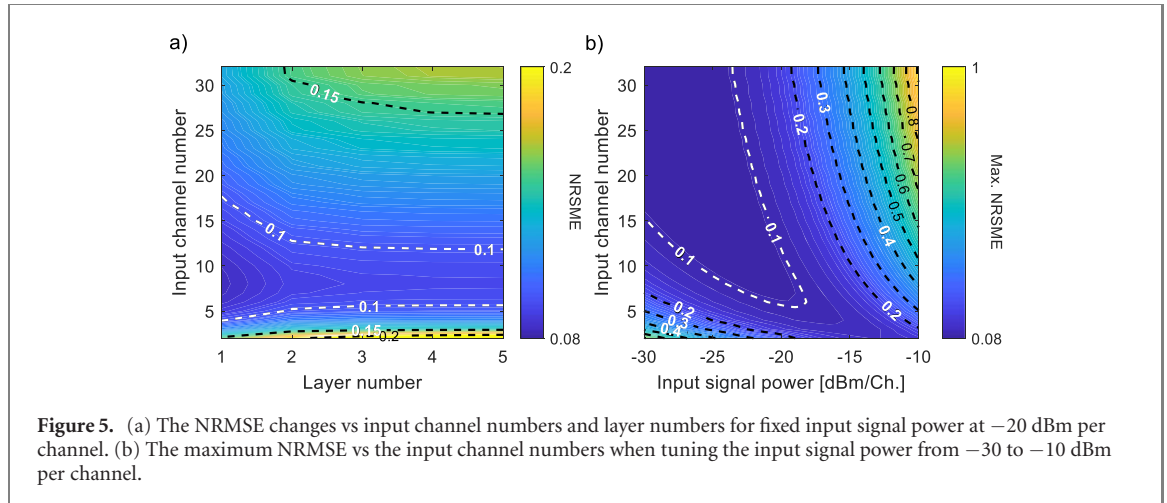 a)
Input channel number
30
25
20
15
10
5
1 2 3 4 5
Layer number
0.15
0.1
0.1
0.1
0.15
0.2
0.2
NRSME
0.08
b)
Input channel number
30
25
20
15
10
5
-30 -25 -20 -15 -10
Input signal power [dBm/Ch.]
0.1
0.1
0.2
0.3
0.4
0.2
0.3
0.4
0.5
0.6
0.7
0.8
0.2
1
Max. NRSME
0.08
Figure 5. (a) The NRMSE changes vs input channel numbers and layer numbers for fixed input signal power at −20 dBm per
channel. (b) The maximum NRMSE vs the input channel numbers when tuning the input signal power from −30 to −10 dBm
per channel.